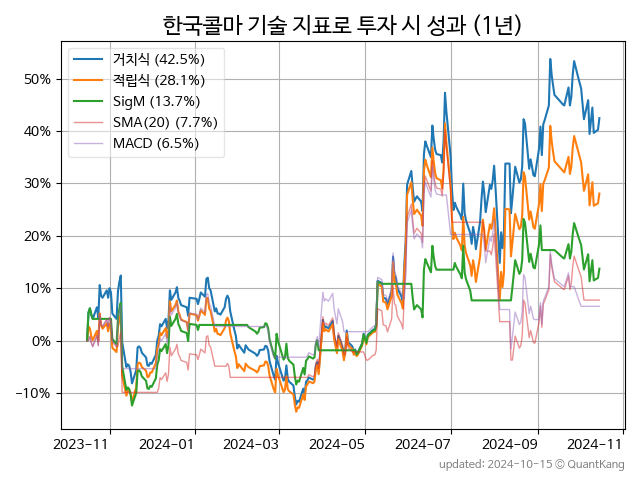 한국콜마 기술 지표로 투자 시 성과 (1년)
거치식 (42.5%)
적립식 (28.1%)
SigM (13.7%)
SMA(20) (7.7%)
MACD (6.5%)
50%
40%
30%
20%
10%
0%
−10%
2023-11 2024-01 2024-03 2024-05 2024-07 2024-09 2024-11
updated: 2024-10-15 © QuantKang